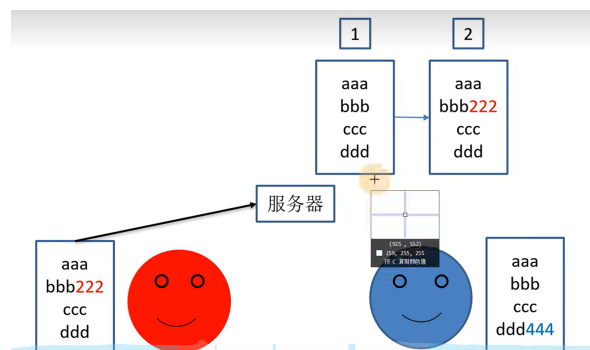 1
2
aaa
bbb
ccc
ddd
aaa
bbb222
ccc
ddd
服务器
(925 , 552)
255, 255, 255
aaa
bbb222
ccc
ddd
aaa
bbb
ccc
ddd444